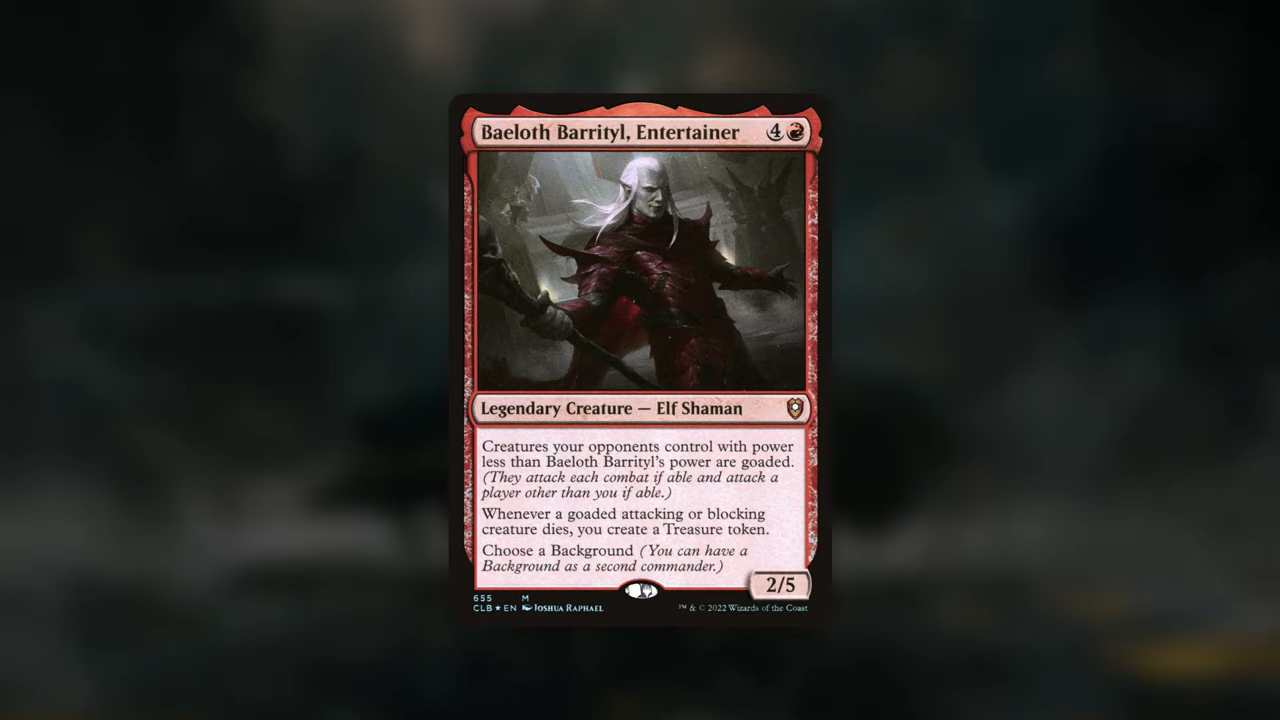 Baeloth Barrityl, Entertainer 4
Legendary Creature — Elf Shaman
Creatures your opponents control with power
less than Baeloth Barrityl's power are goaded.
(They attack each combat if able and attack a
player other than you if able.)
Whenever a goaded attacking or blocking
creature dies, you create a Treasure token.
Choose a Background (You can have a
Background as a second commander.)
2/5
655 M
CLB ★ EN Joshua Raphael ™ & © 2022 Wizards of the Coast